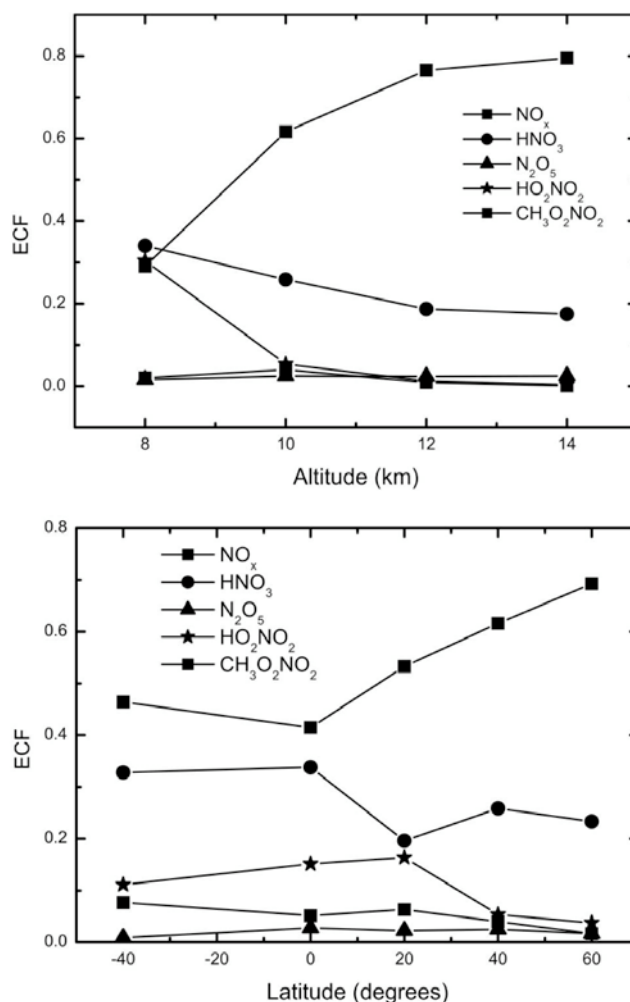 0.8
0.6
0.4
0.2
0.0
ECF
NOₓ
HNO₃
N₂O₅
HO₂NO₂
CH₃O₂NO₂
8 10 12 14
Altitude (km)
0.8
0.6
0.4
0.2
0.0
ECF
NOₓ
HNO₃
N₂O₅
HO₂NO₂
CH₃O₂NO₂
-40 -20 0 20 40 60
Latitude (degrees)